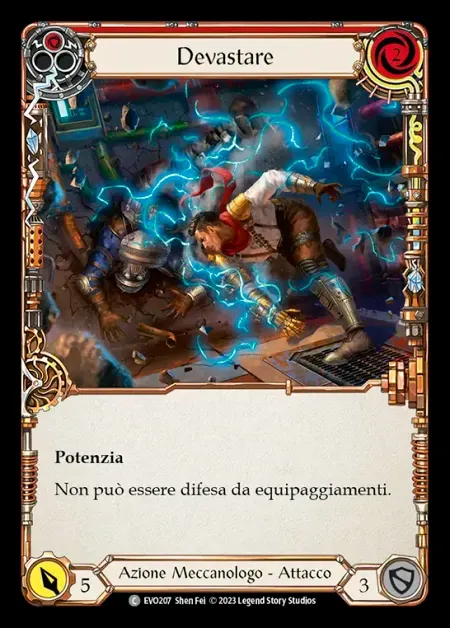 Devastare
2
Potenzia
Non può essere difesa da equipaggiamenti.
5
Azione Meccanologo - Attacco
3
C EVO207 Shen Fei © 2023 Legend Story Studios